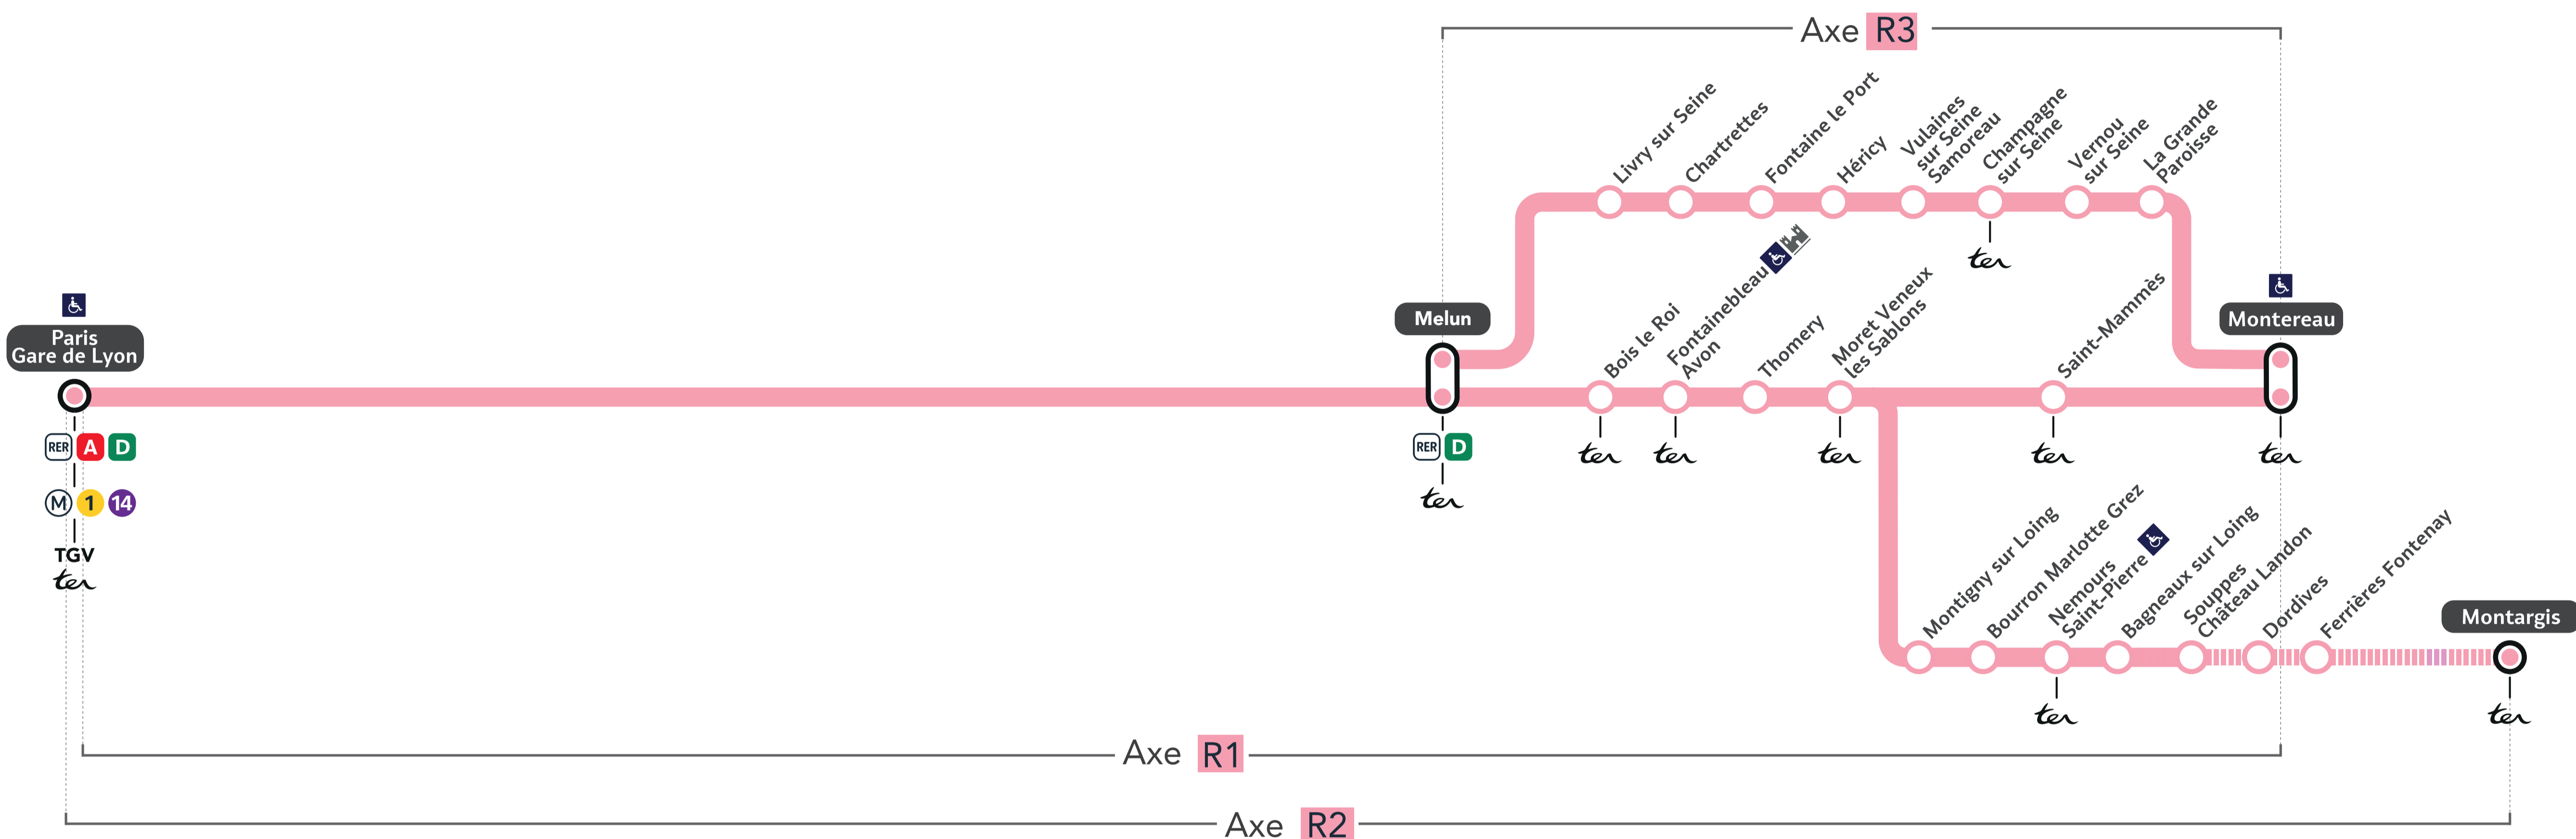 Axe R3
Livry sur Seine
Chartrettes
Fontaine le Port
Héricy
Vulaines
sur Seine
Samoreau
Champagne
sur Seine
Vernou
sur Seine
La Grande
Paroisse
ter
Paris
Gare de Lyon
RER A D
M 1 14
TGV
ter
Melun
RER D
ter
Bois le Roi
ter
Fontainebleau
Avon
ter
Thomery
Moret Veneux
les Sablons
ter
Saint-Mammès
ter
Montereau
ter
Montigny sur Loing
Bourron Marlotte Grez
Nemours
Saint-Pierre
ter
Bagneaux sur Loing
Souppes
Château Landon
Dordives
Ferrières Fontenay
Montargis
ter
Axe R1
Axe R2